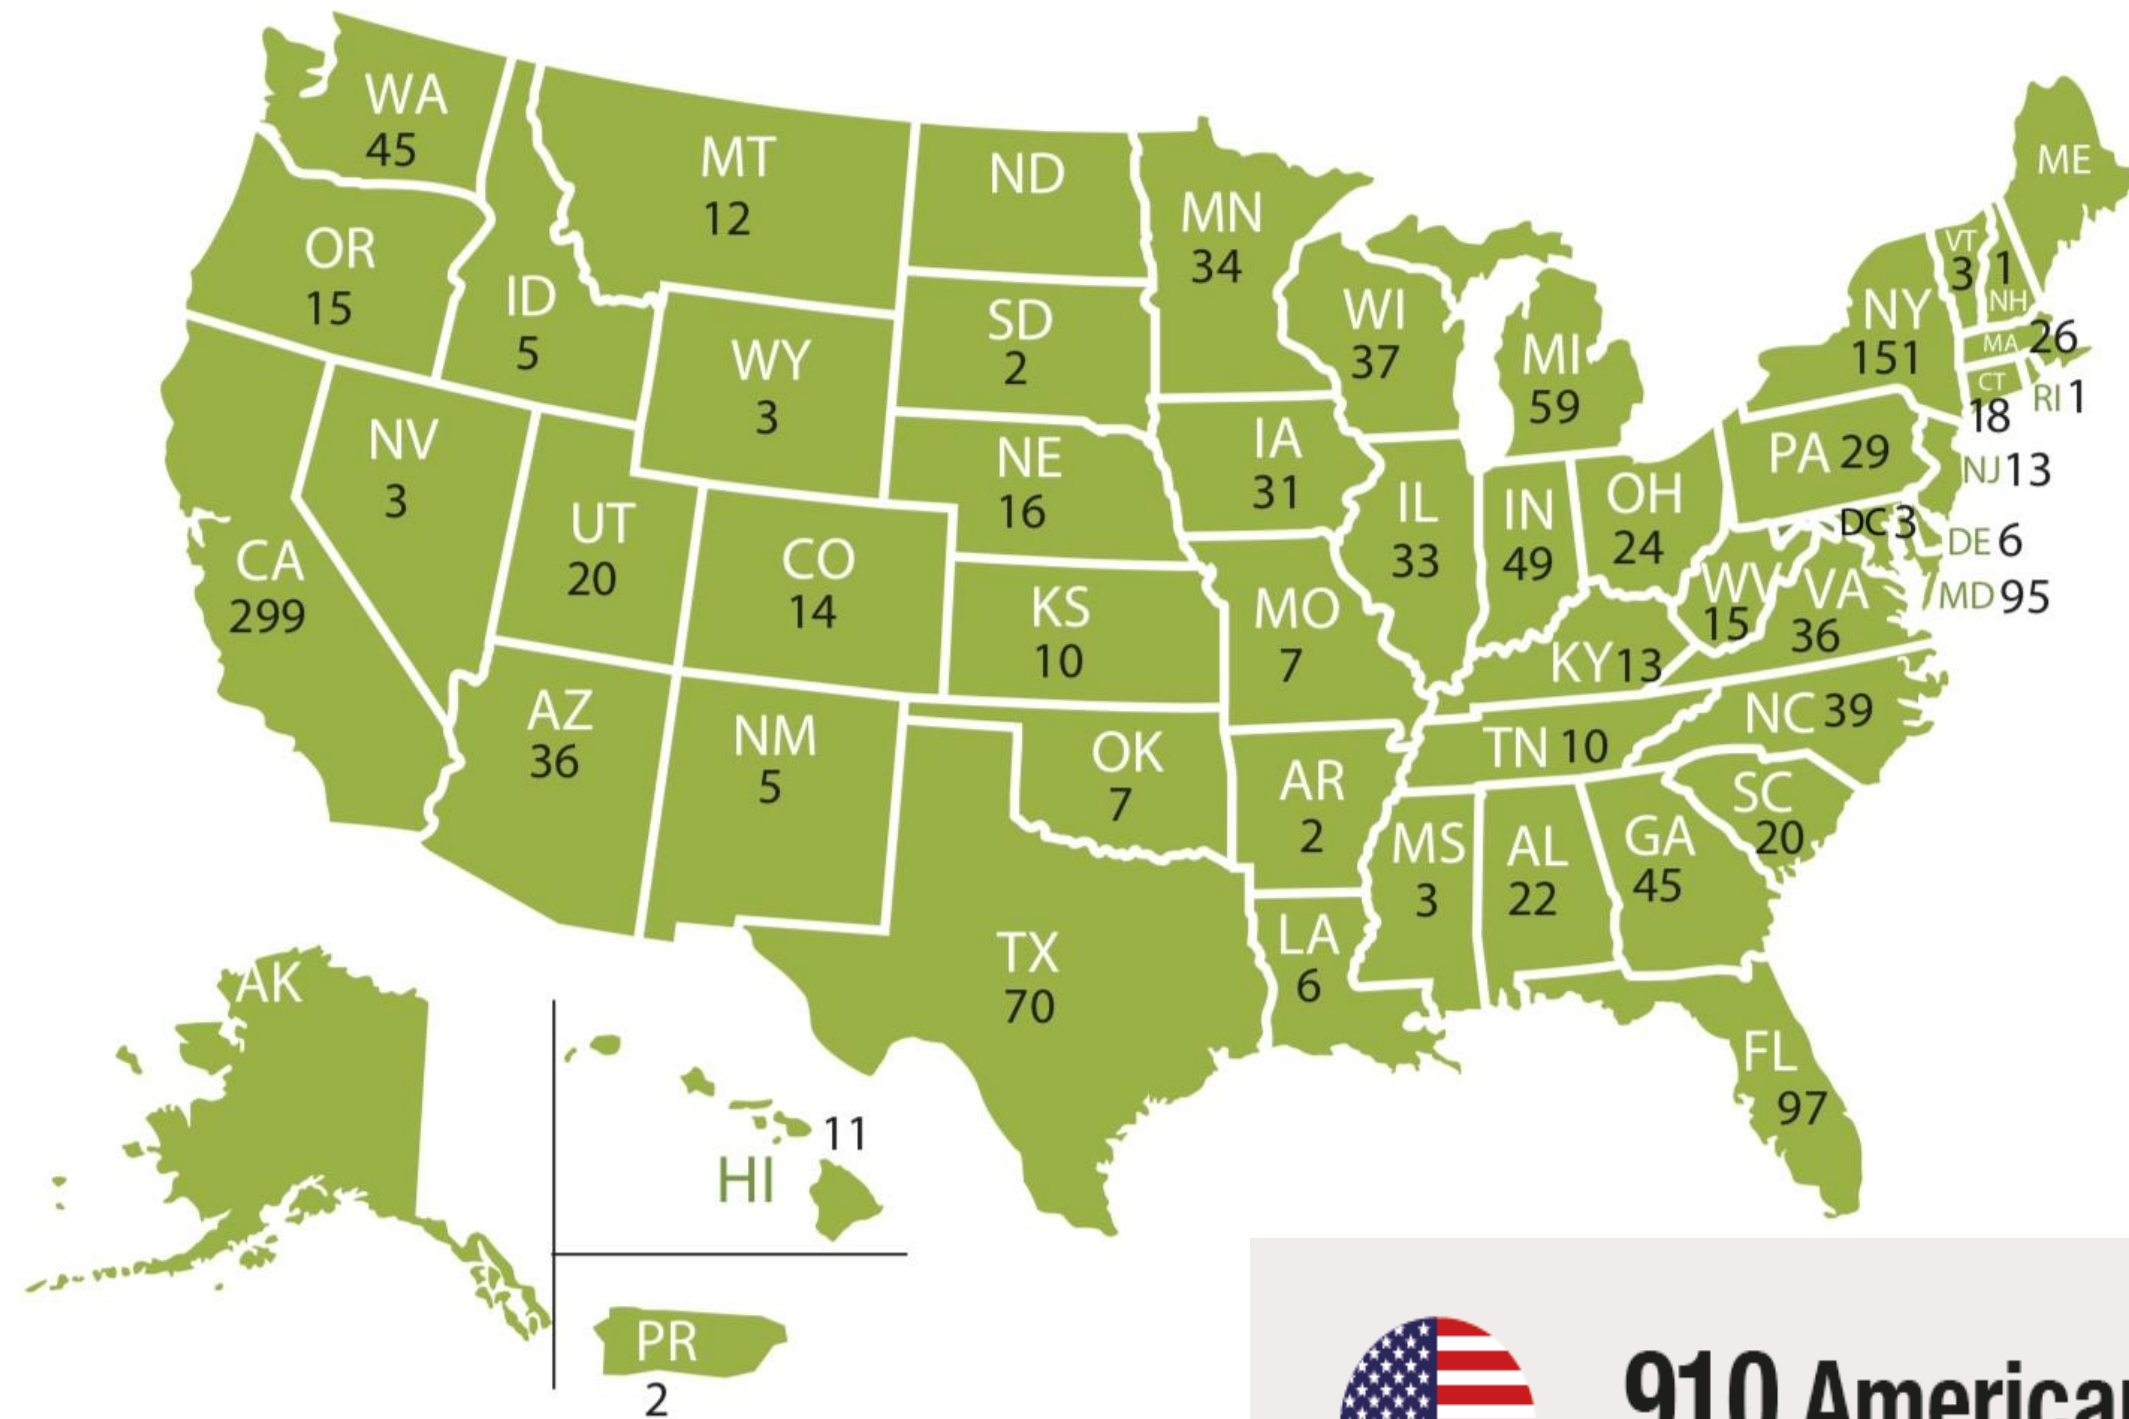 WA
45
MT
12
ND
MN
34
ME
OR
15
ID
5
WY
3
SD
2
WI
37
MI
59
NY
151
VT
3
1
NH
MA 26
CT
18
RI 1
NV
3
UT
20
CO
14
NE
16
IA
31
IL
33
IN
49
OH
24
PA 29
NJ 13
DC 3
DE 6
MD 95
CA
299
KS
10
MO
7
KY 13
WV
15
VA
36
AZ
36
NM
5
OK
7
AR
2
TN 10
NC 39
SC
20
MS
3
AL
22
GA
45
TX
70
LA
6
FL
97
AK
11
HI
PR
2
910 American